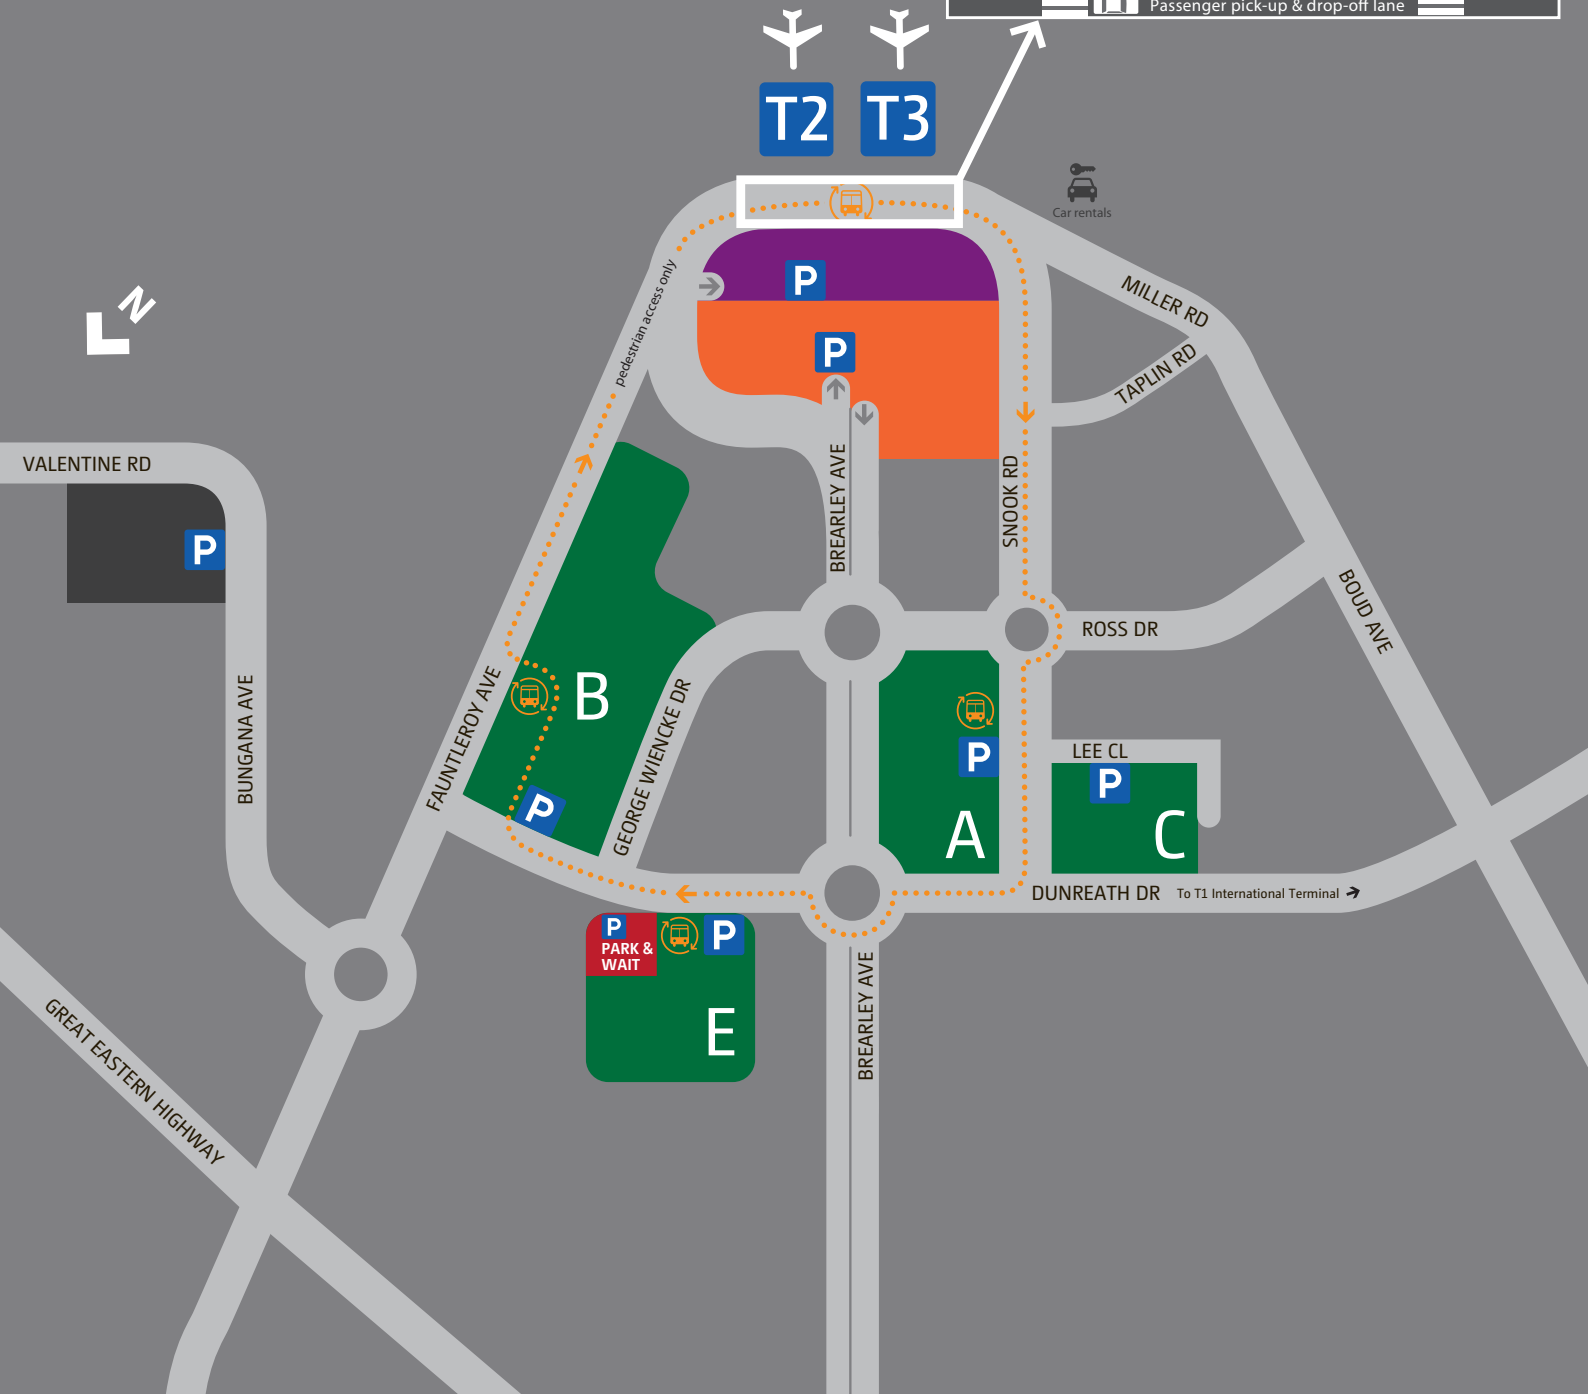 Passenger pick-up & drop-off lane
T2
T3
Car rentals
N
P
pedestrian access only
MILLER RD
P
TAPLIN RD
VALENTINE RD
BREARLEY AVE
SNOOK RD
P
BOUD AVE
ROSS DR
B
BUNGANA AVE
FAUNTLEROY AVE
GEORGE WIENCKE DR
P
LEE CL
P
P
A
C
DUNREATH DR
To T1 International Terminal
P
PARK &
WAIT
P
E
BREARLEY AVE
GREAT EASTERN HIGHWAY